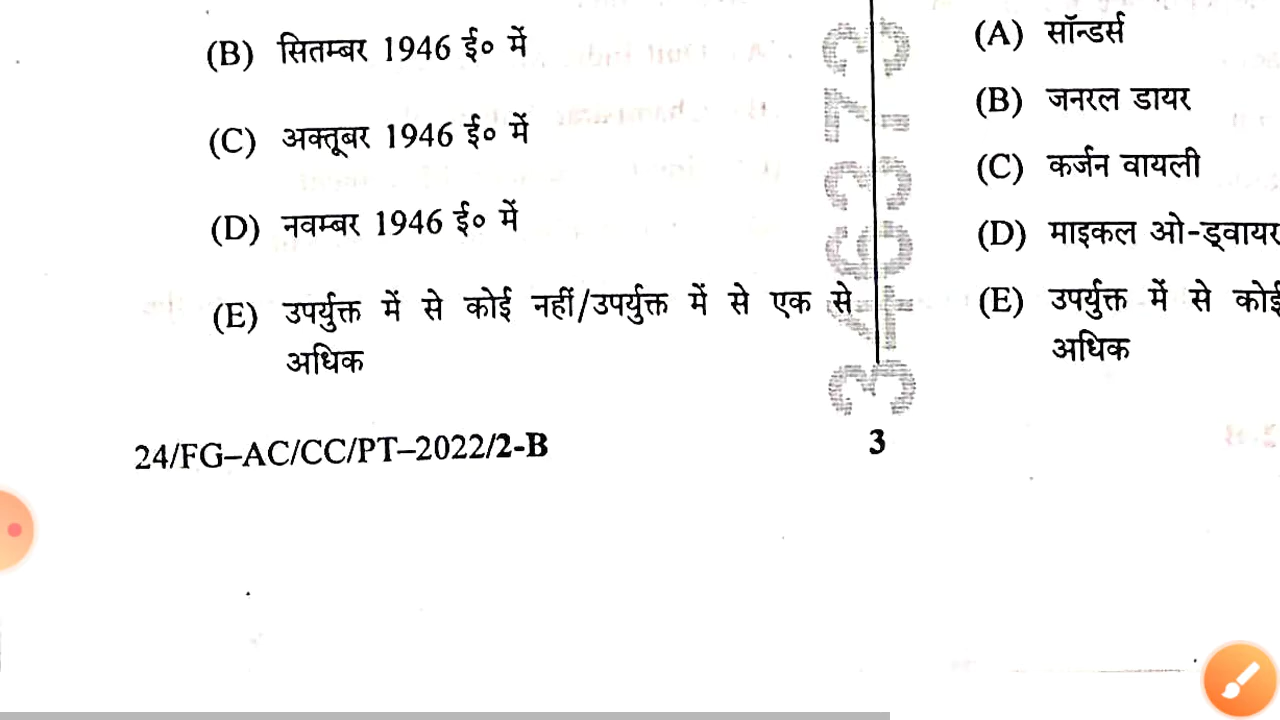 (B) सितम्बर 1946 ई० में
(C) अक्तूबर 1946 ई० में
(D) नवम्बर 1946 ई० में
(E) उपर्युक्त में से कोई नहीं/उपर्युक्त में से एक से
अधिक
(A) सॉन्डर्स
(B) जनरल डायर
(C) कर्जन वायली
(D) माइकल ओ-ड्वायर
(E) उपर्युक्त में से कोई
अधिक
24/FG–AC/CC/PT–2022/2-B
3